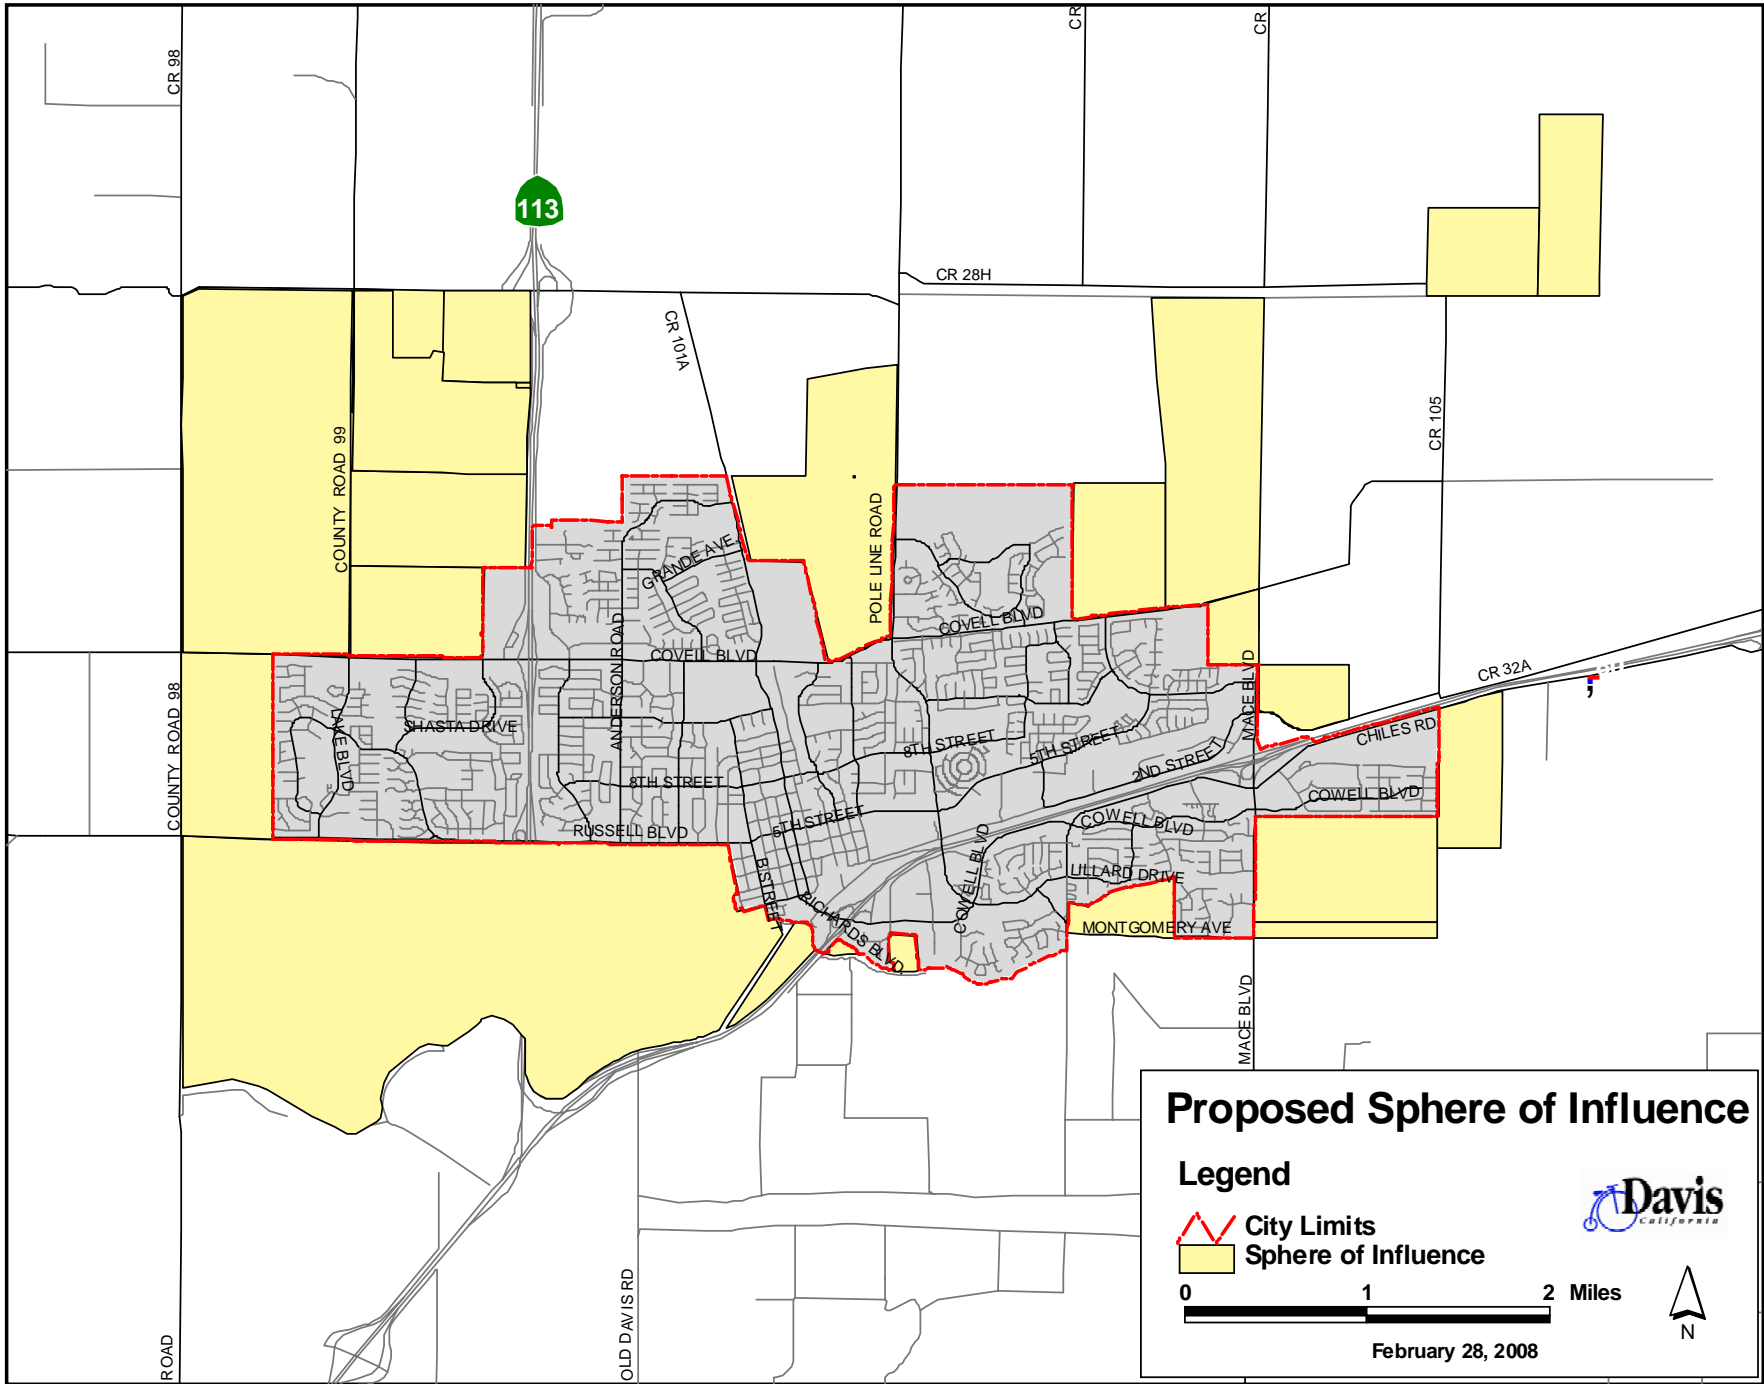 CR 98
CR
CR
113
CR 28H
CR 101A
CR 105
COUNTY ROAD 99
POLE LINE ROAD
GRANDE AVE.
ANDERSON ROAD
COVELL BLVD
COVELL BLVD
MACE BLVD
CR 32A
COUNTY ROAD 98
LAKE BLVD
SHASTA DRIVE
8TH STREET
5TH STREET
2ND STREET
CHILES RD
8TH STREET
COWELL BLVD
RUSSELL BLVD
5TH STREET
COWELL BLVD
B STREET
COWELL BLVD
LILLARD DRIVE
RICHARDS BLVD.
MONTGOMERY AVE
MACE BLVD
ROAD
OLD DAVIS RD
Proposed Sphere of Influence
Legend
City Limits
Sphere of Influence
Davis
California
0 1 2 Miles
N
February 28, 2008